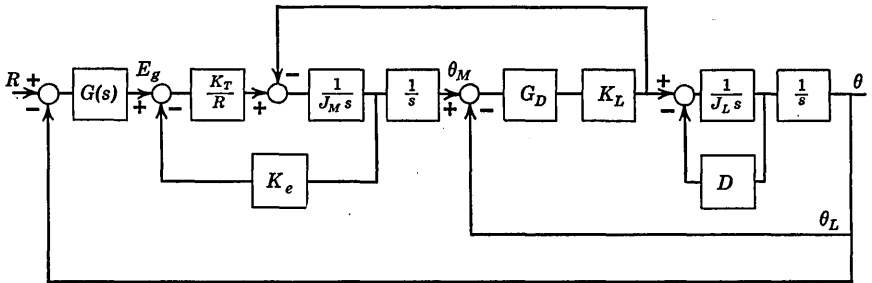 R + − G(s) E_g + − K_T/R + − 1/(J_M s) 1/s θ_M + − G_D K_L + − 1/(J_L s) 1/s θ
K_e D
θ_L